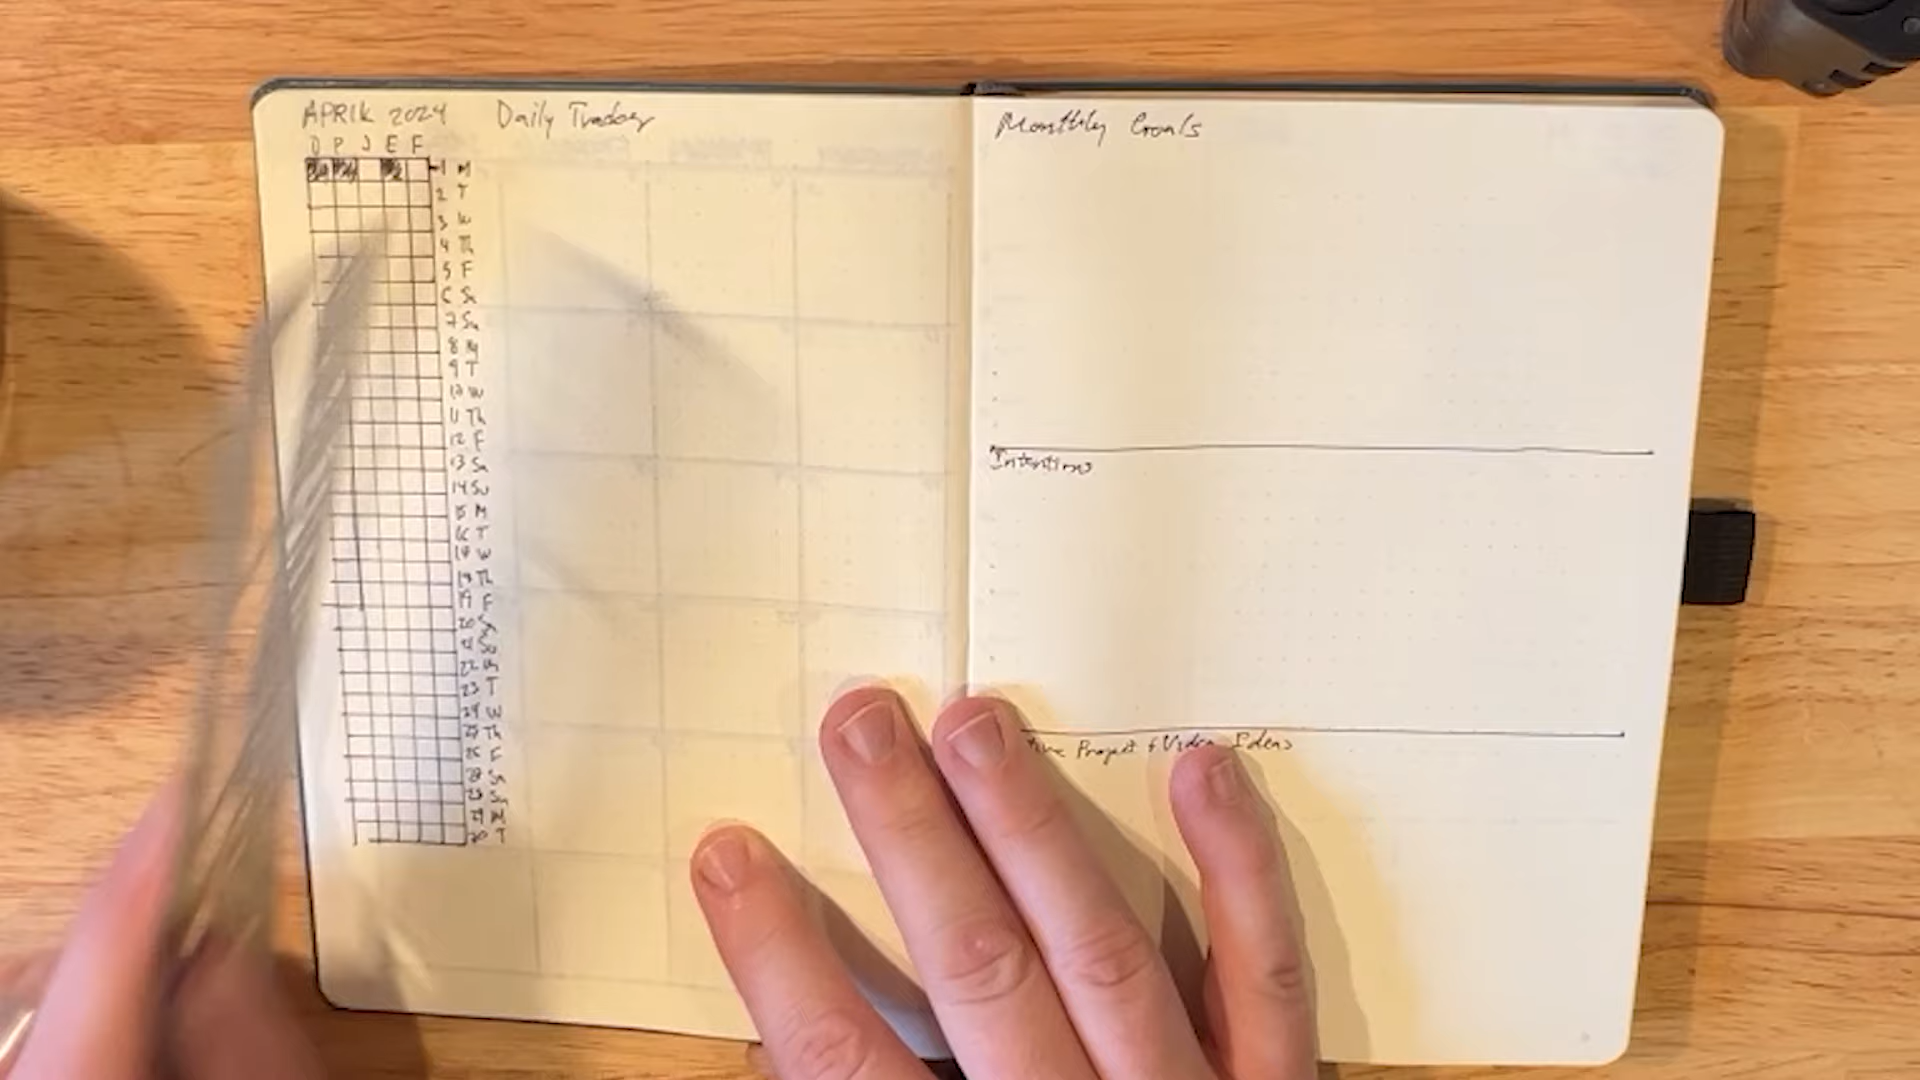 APRIL 2024 Daily Tracker
D P J E F
1 M
2 T
3 W
4 Th
5 F
6 Sa
7 Su
8 M
9 T
10 W
11 Th
12 F
13 Sa
14 Su
15 M
16 T
17 W
18 Th
19 F
20 Sa
21 Su
22 M
23 T
24 W
25 Th
26 F
27 Sa
28 Su
29 M
30 T
Monthly Goals
Intentions
Project & Video Ideas